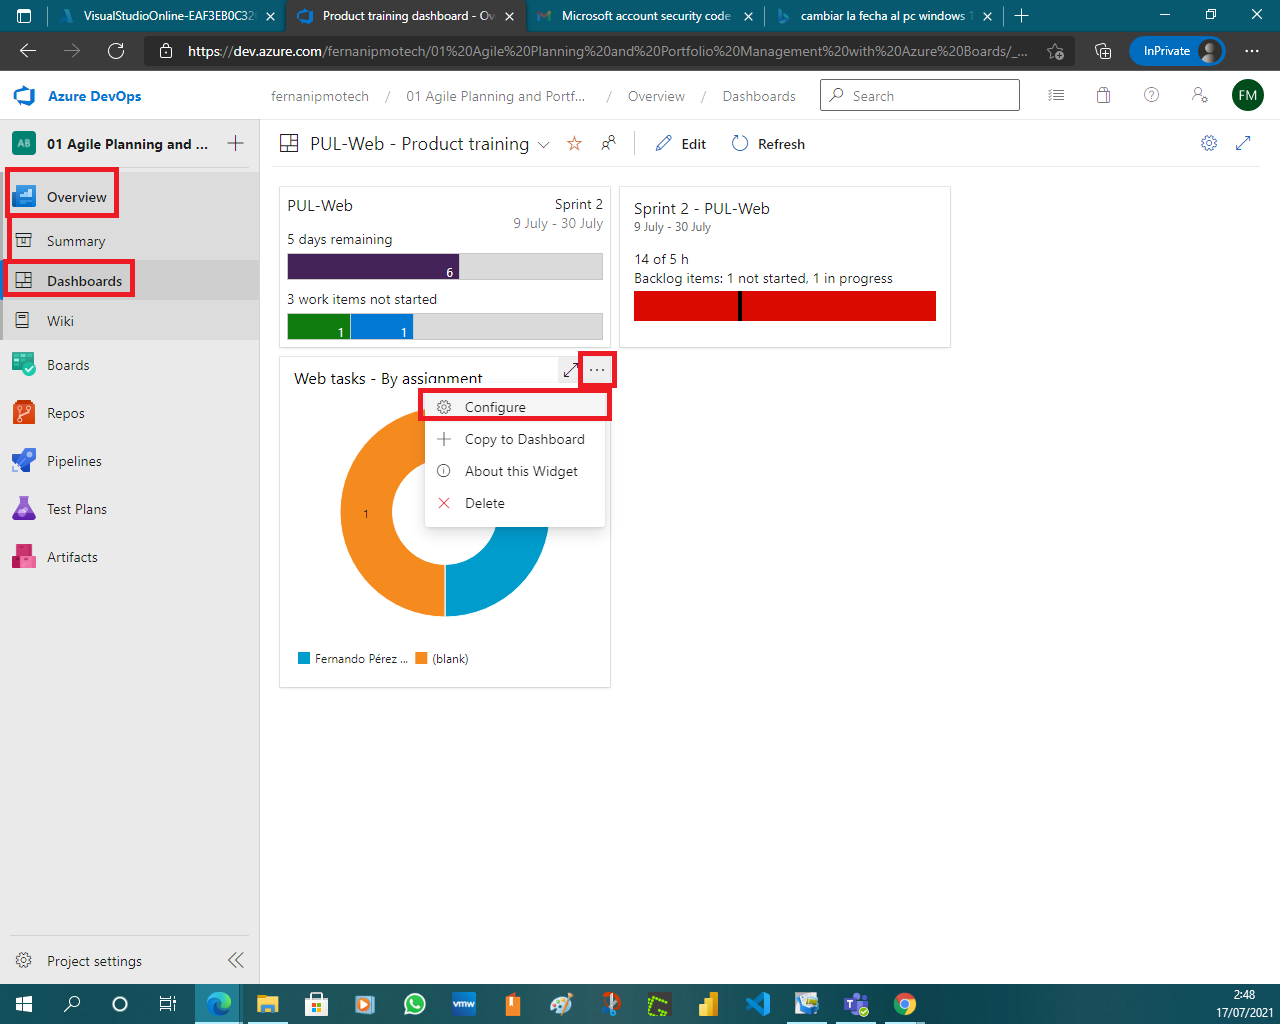 VisualStudioOnline-EAF3EB0C32
Product training dashboard - Ov
Microsoft account security code
cambiar la fecha al pc windows 1
https://dev.azure.com/fernanipmotech/01%20Agile%20Planning%20and%20Portfolio%20Management%20with%20Azure%20Boards/_...
InPrivate
Azure DevOps
fernanipmotech / 01 Agile Planning and Portf... / Overview / Dashboards
Search
FM
AB
01 Agile Planning and ...
PUL-Web - Product training
Edit
Refresh
Overview
Summary
Dashboards
Wiki
Boards
Repos
Pipelines
Test Plans
Artifacts
Project settings
PUL-Web
Sprint 2
9 July - 30 July
5 days remaining
6
3 work items not started
1
1
Sprint 2 - PUL-Web
9 July - 30 July
14 of 5 h
Backlog items: 1 not started, 1 in progress
Web tasks - By assignment
Configure
Copy to Dashboard
About this Widget
Delete
1
Fernando Pérez ...
(blank)
vmw
2:48
17/07/2021